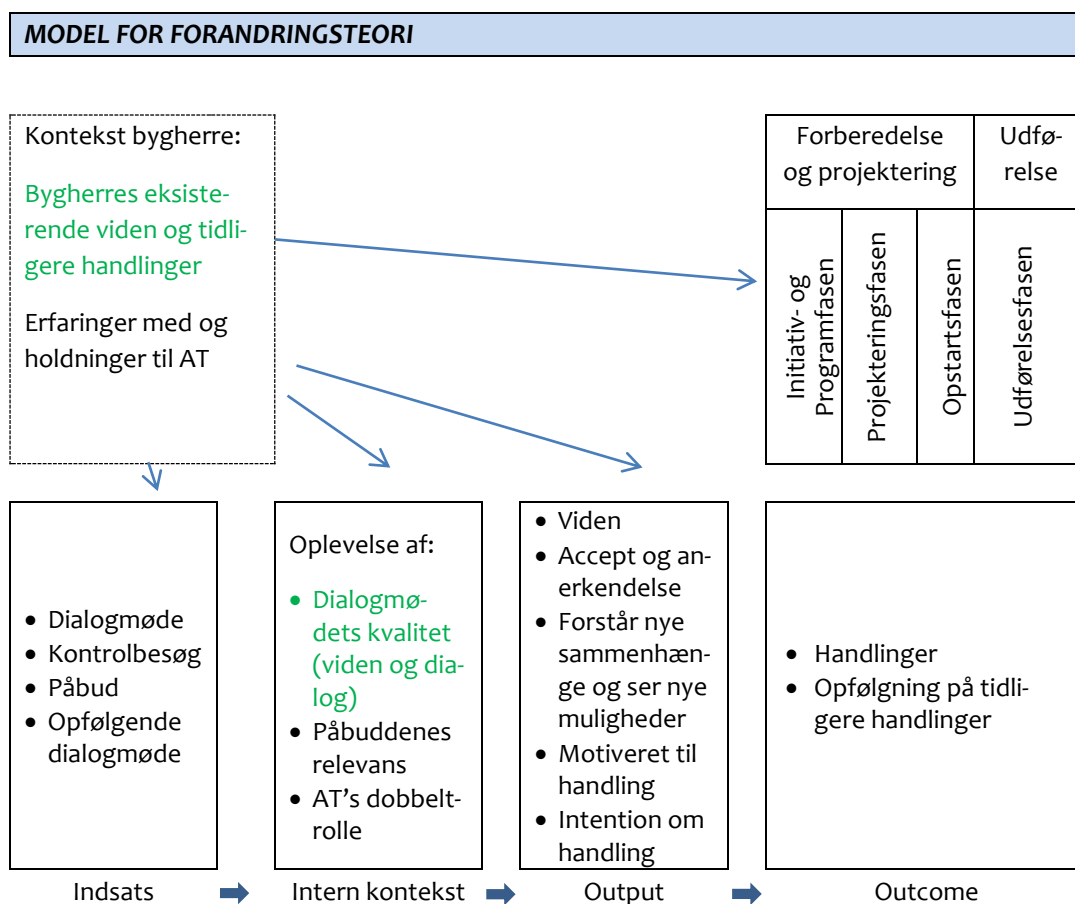 MODEL FOR FORANDRINGSTEORI
Kontekst bygherre:
Bygherres eksiste-
rende viden og tidli-
gere handlinger
Erfaringer med og
holdninger til AT
Forberedelse
og projektering
Udfø-
relse
Initiativ- og
Programfasen
Projekteringsfasen
Opstartsfasen
Udførelsesfasen
• Dialogmøde
• Kontrolbesøg
• Påbud
• Opfølgende
dialogmøde
Oplevelse af:
• Dialogmø-
dets kvalitet
(viden og dia-
log)
• Påbuddenes
relevans
• AT’s dobbelt-
rolle
• Viden
• Accept og an-
erkendelse
• Forstår nye
sammenhæn-
ge og ser nye
muligheder
• Motiveret til
handling
• Intention om
handling
• Handlinger
• Opfølgning på tidli-
gere handlinger
Indsats
Intern kontekst
Output
Outcome